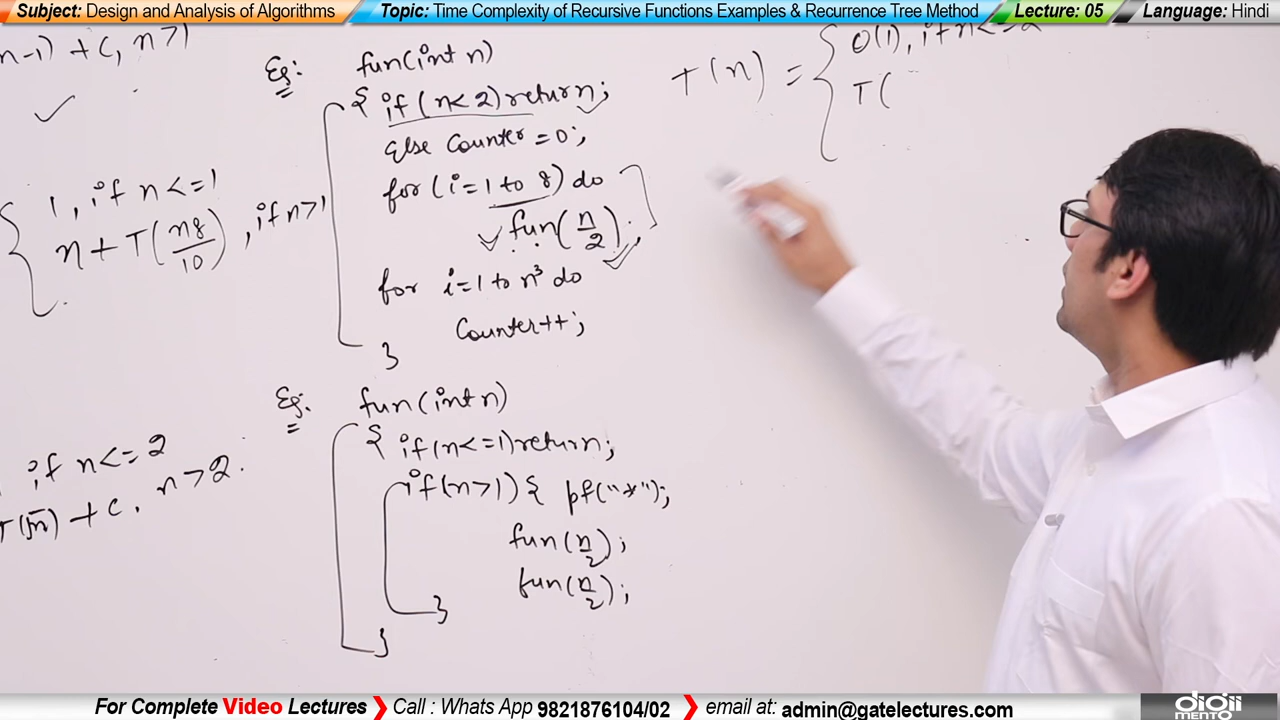 Subject: Design and Analysis of Algorithms Topic: Time Complexity of Recursive Functions Examples & Recurrence Tree Method Lecture: 05 Language: Hindi
n-1) + C, n>1
1, if n<=1
n + T(n8/10), if n>1
if n<=2
T(√n) + C, n>2.
Eg: fun(int n)
{ if(n<2)return;
else Counter=0;
for(i=1 to 8) do
fun(n/2);
for i=1 to n³ do
Counter++;
}
Eg: fun(int n)
{ if(n<=1)return;
if(n>1){ pf("*");
fun(n/2);
fun(n/2);
}
}
T(n) = { O(1), if n<=2
T(
For Complete Video Lectures Call : Whats App 9821876104/02 email at: admin@gatelectures.com
digii
MENTO